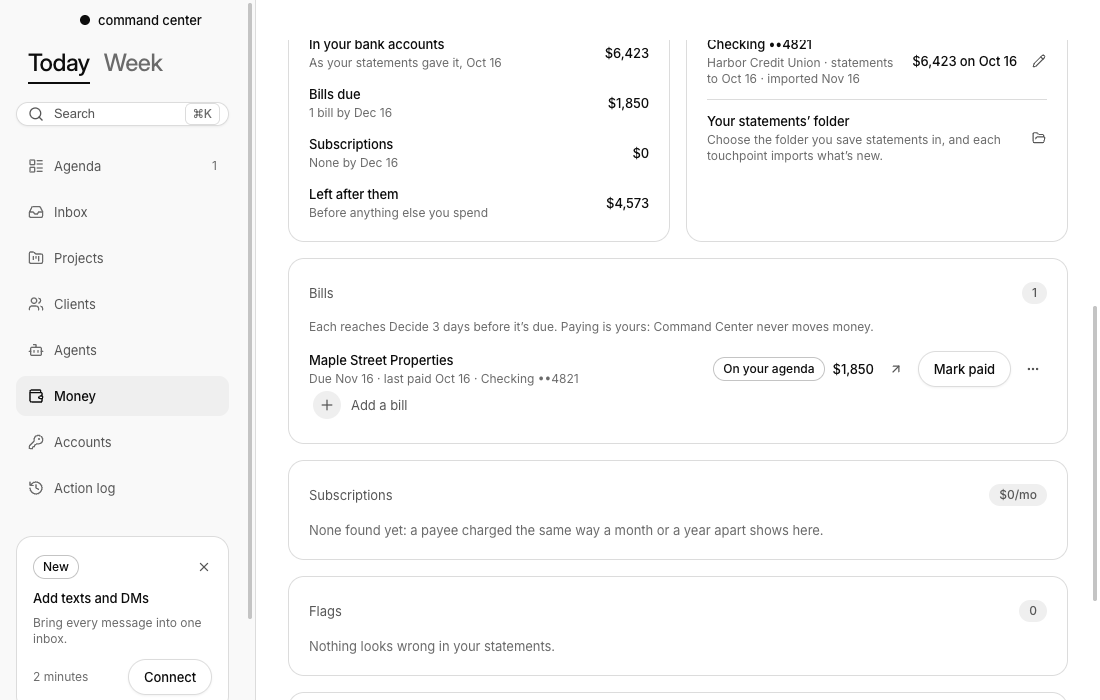 command center
Today Week
Search ⌘K
Agenda 1
Inbox
Projects
Clients
Agents
Money
Accounts
Action log
New
Add texts and DMs
Bring every message into one
inbox.
2 minutes Connect
In your bank accounts
As your statements gave it, Oct 16
$6,423
Bills due
1 bill by Dec 16
$1,850
Subscriptions
None by Dec 16
$0
Left after them
Before anything else you spend
$4,573
Checking ••4821
Harbor Credit Union · statements
to Oct 16 · imported Nov 16
$6,423 on Oct 16
Your statements’ folder
Choose the folder you save statements in, and each
touchpoint imports what’s new.
Bills 1
Each reaches Decide 3 days before it’s due. Paying is yours: Command Center never moves money.
Maple Street Properties
Due Nov 16 · last paid Oct 16 · Checking ••4821
On your agenda $1,850 Mark paid
Add a bill
Subscriptions $0/mo
None found yet: a payee charged the same way a month or a year apart shows here.
Flags 0
Nothing looks wrong in your statements.